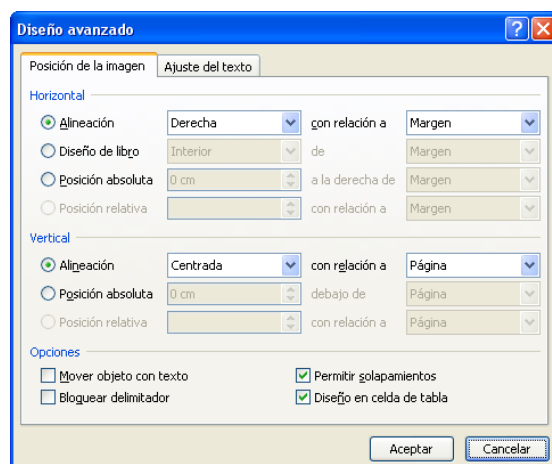 Diseño avanzado
Posición de la imagen Ajuste del texto
Horizontal
Alineación Derecha con relación a Margen
Diseño de libro Interior de Margen
Posición absoluta 0 cm a la derecha de Margen
Posición relativa con relación a Margen
Vertical
Alineación Centrada con relación a Página
Posición absoluta 0 cm debajo de Página
Posición relativa con relación a Página
Opciones
Mover objeto con texto Permitir solapamientos
Bloquear delimitador Diseño en celda de tabla
Aceptar Cancelar